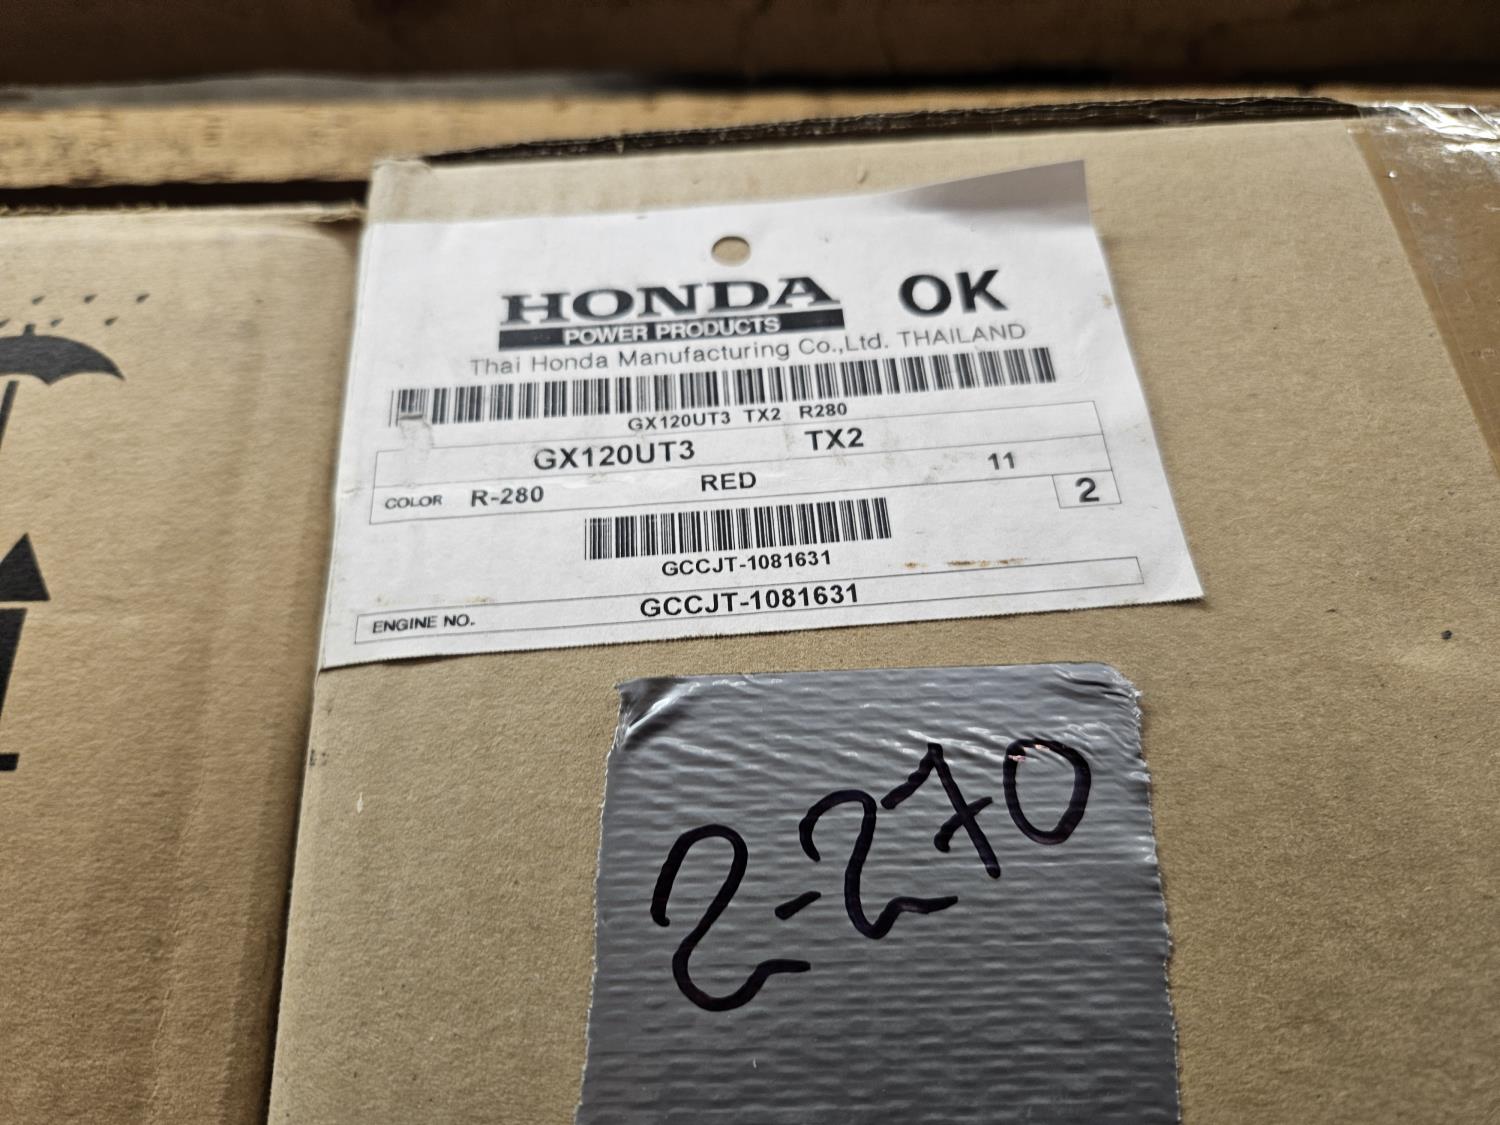 HONDA OK
POWER PRODUCTS
Thai Honda Manufacturing Co.,Ltd. THAILAND
GX120UT3 TX2 R280
GX120UT3 TX2
COLOR R-280 RED 11
2
GCCJT-1081631
ENGINE NO. GCCJT-1081631
2-270